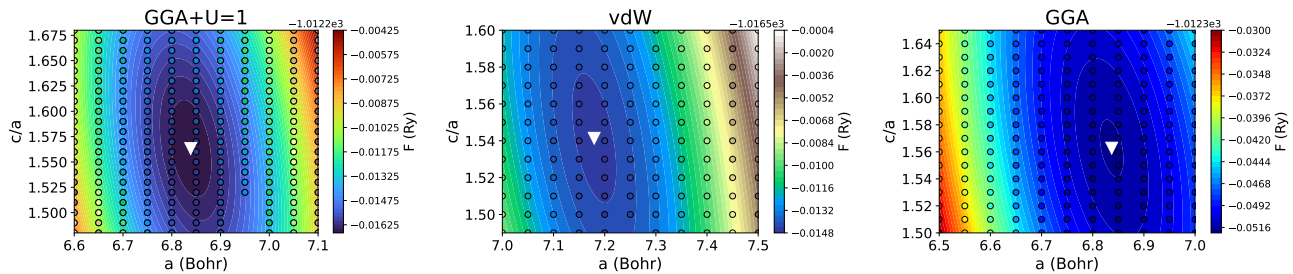 GGA+U=1
−1.0122e3
c/a
1.675
1.650
1.625
1.600
1.575
1.550
1.525
1.500
6.6 6.7 6.8 6.9 7.0 7.1
a (Bohr)
−0.00425
−0.00575
−0.00725
−0.00875
−0.01025
−0.01175
−0.01325
−0.01475
−0.01625
F (Ry)
vdW
−1.0165e3
c/a
1.60
1.58
1.56
1.54
1.52
1.50
7.0 7.1 7.2 7.3 7.4 7.5
a (Bohr)
−0.0004
−0.0020
−0.0036
−0.0052
−0.0068
−0.0084
−0.0100
−0.0116
−0.0132
−0.0148
F (Ry)
GGA
−1.0123e3
c/a
1.64
1.62
1.60
1.58
1.56
1.54
1.52
1.50
6.5 6.6 6.7 6.8 6.9 7.0
a (Bohr)
−0.0300
−0.0324
−0.0348
−0.0372
−0.0396
−0.0420
−0.0444
−0.0468
−0.0492
−0.0516
F (Ry)